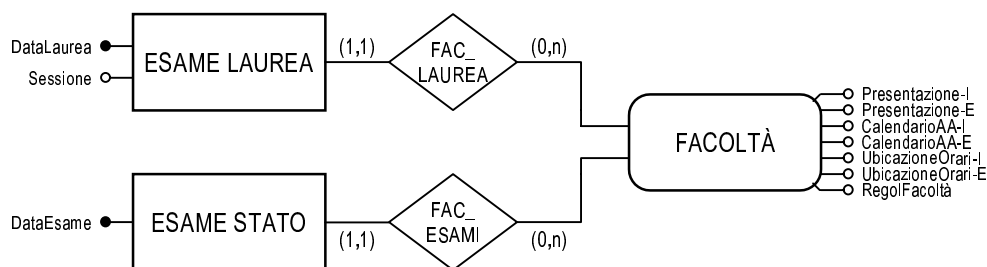 DataLaurea
Sessione
ESAME LAUREA
(1,1)
FAC_
LAUREA
(0,n)
FACOLTÀ
Presentazione-I
Presentazione-E
CalendarioAA-I
CalendarioAA-E
UbicazioneOrari-I
UbicazioneOrari-E
RegolFacoltà
DataEsame
ESAME STATO
(1,1)
FAC_
ESAMI
(0,n)